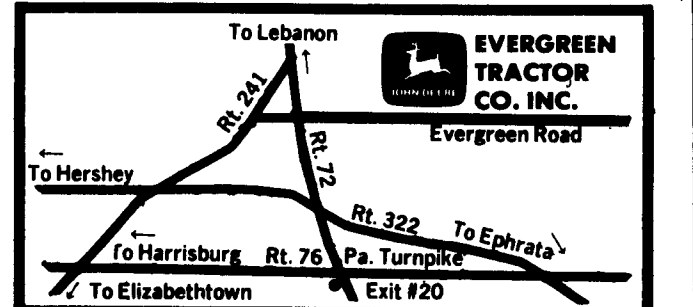 To Lebanon
EVERGREEN
TRACTOR
CO. INC.
JOHN DEERE
Rt. 241
Evergreen Road
Rt. 72
To Hershey
Rt. 322
To Ephrata
To Harrisburg
Rt. 76
Pa. Turnpike
To Elizabethtown
Exit #20